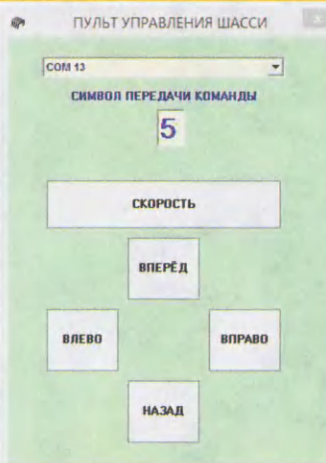 ПУЛЬТ УПРАВЛЕНИЯ ШАССИ
COM 13
СИМВОЛ ПЕРЕДАЧИ КОМАНДЫ
5
СКОРОСТЬ
ВПЕРЁД
ВЛЕВО ВПРАВО
НАЗАД